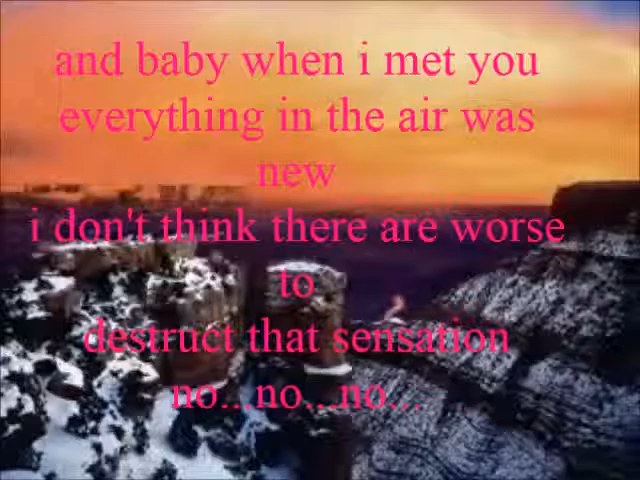 and baby when i met you
everything in the air was
new
i don't think there are worse
to
destruct that sensation
no...no...no...